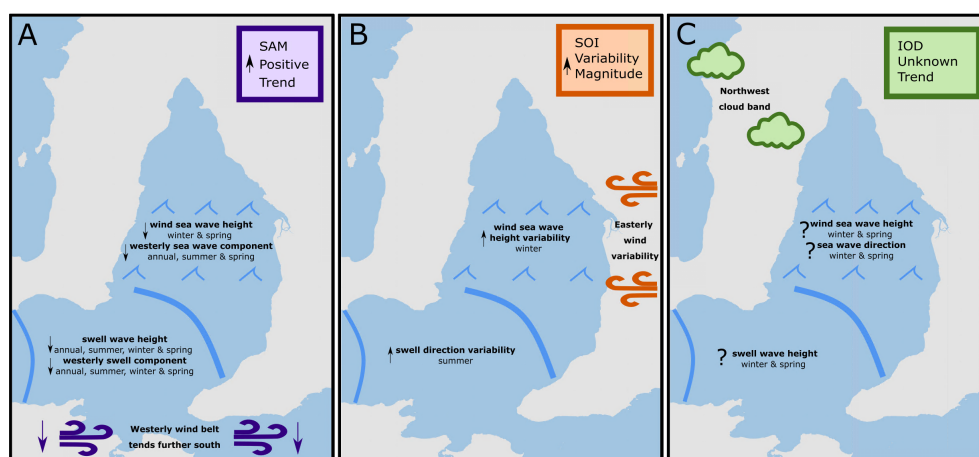 A
SAM
Positive
Trend
wind sea wave height
winter & spring
westerly sea wave component
annual, summer & spring
swell wave height
annual, summer, winter & spring
westerly swell component
annual, summer, winter & spring
Westerly wind belt
tends further south
B
SOI
Variability
Magnitude
wind sea wave
height variability
winter
Easterly
wind
variability
swell direction variability
summer
C
IOD
Unknown
Trend
Northwest
cloud band
? wind sea wave height
winter & spring
? sea wave direction
winter & spring
? swell wave height
winter & spring